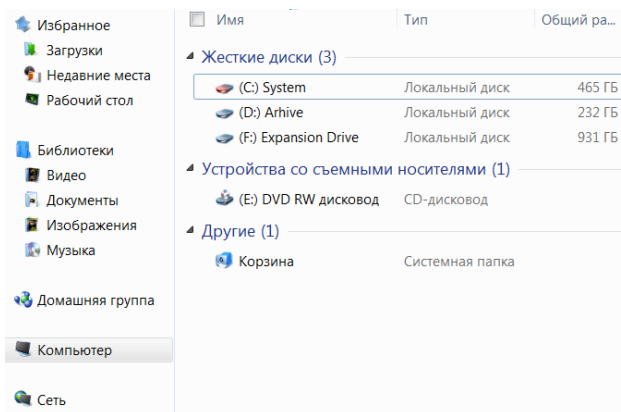 Избранное
Загрузки
Недавние места
Рабочий стол
Библиотеки
Видео
Документы
Изображения
Музыка
Домашняя группа
Компьютер
Сеть
Имя Тип Общий ра...
Жесткие диски (3)
(C:) System Локальный диск 465 ГБ
(D:) Arhive Локальный диск 232 ГБ
(F:) Expansion Drive Локальный диск 931 ГБ
Устройства со съемными носителями (1)
(E:) DVD RW дисковод CD-дисковод
Другие (1)
Корзина Системная папка